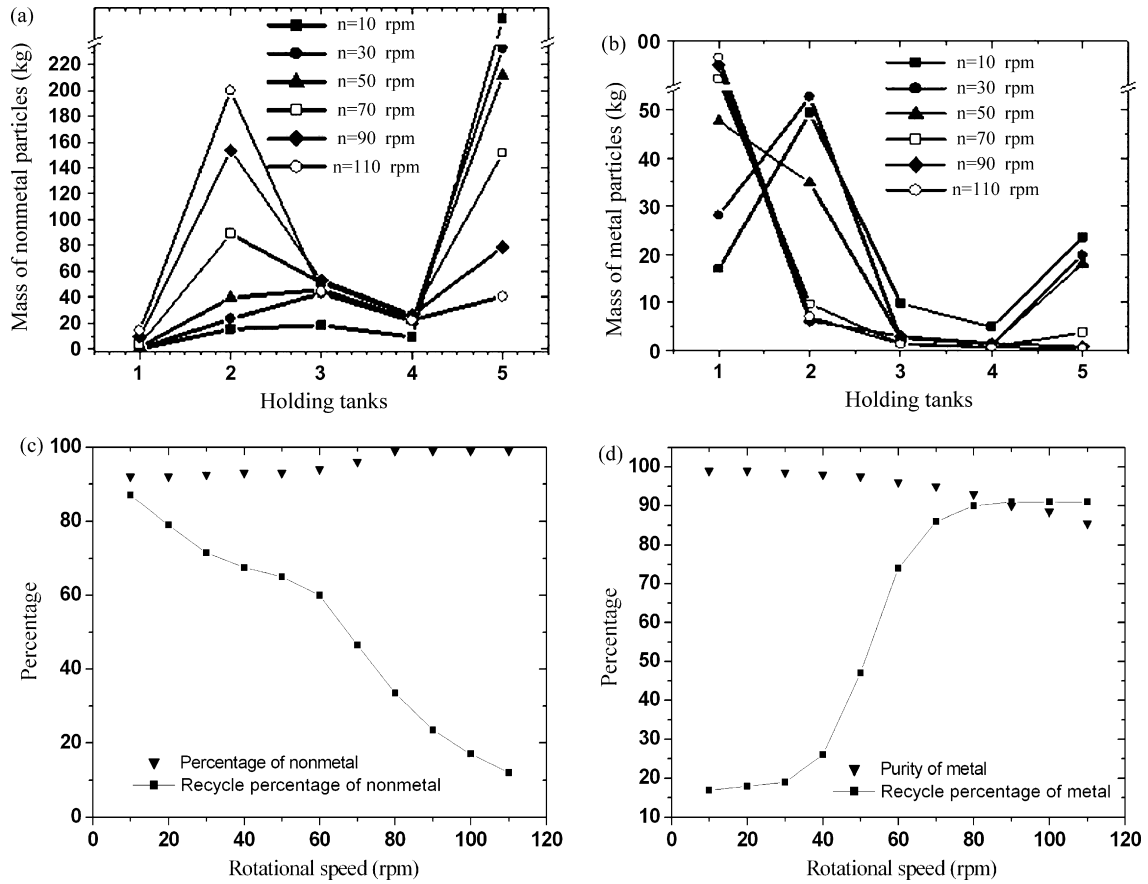 (a)
n=10 rpm
n=30 rpm
n=50 rpm
n=70 rpm
n=90 rpm
n=110 rpm
220
200
180
160
140
120
100
80
60
40
20
0
Mass of nonmetal particles (kg)
1 2 3 4 5
Holding tanks
(b)
n=10 rpm
n=30 rpm
n=50 rpm
n=70 rpm
n=90 rpm
n=110 rpm
00
50
40
30
20
10
0
Mass of metal particles (kg)
1 2 3 4 5
Holding tanks
(c)
100
80
60
40
20
0
Percentage
Percentage of nonmetal
Recycle percentage of nonmetal
0 20 40 60 80 100 120
Rotational speed (rpm)
(d)
100
90
80
70
60
50
40
30
20
10
Percentage
Purity of metal
Recycle percentage of metal
0 20 40 60 80 100 120
Rotational speed (rpm)